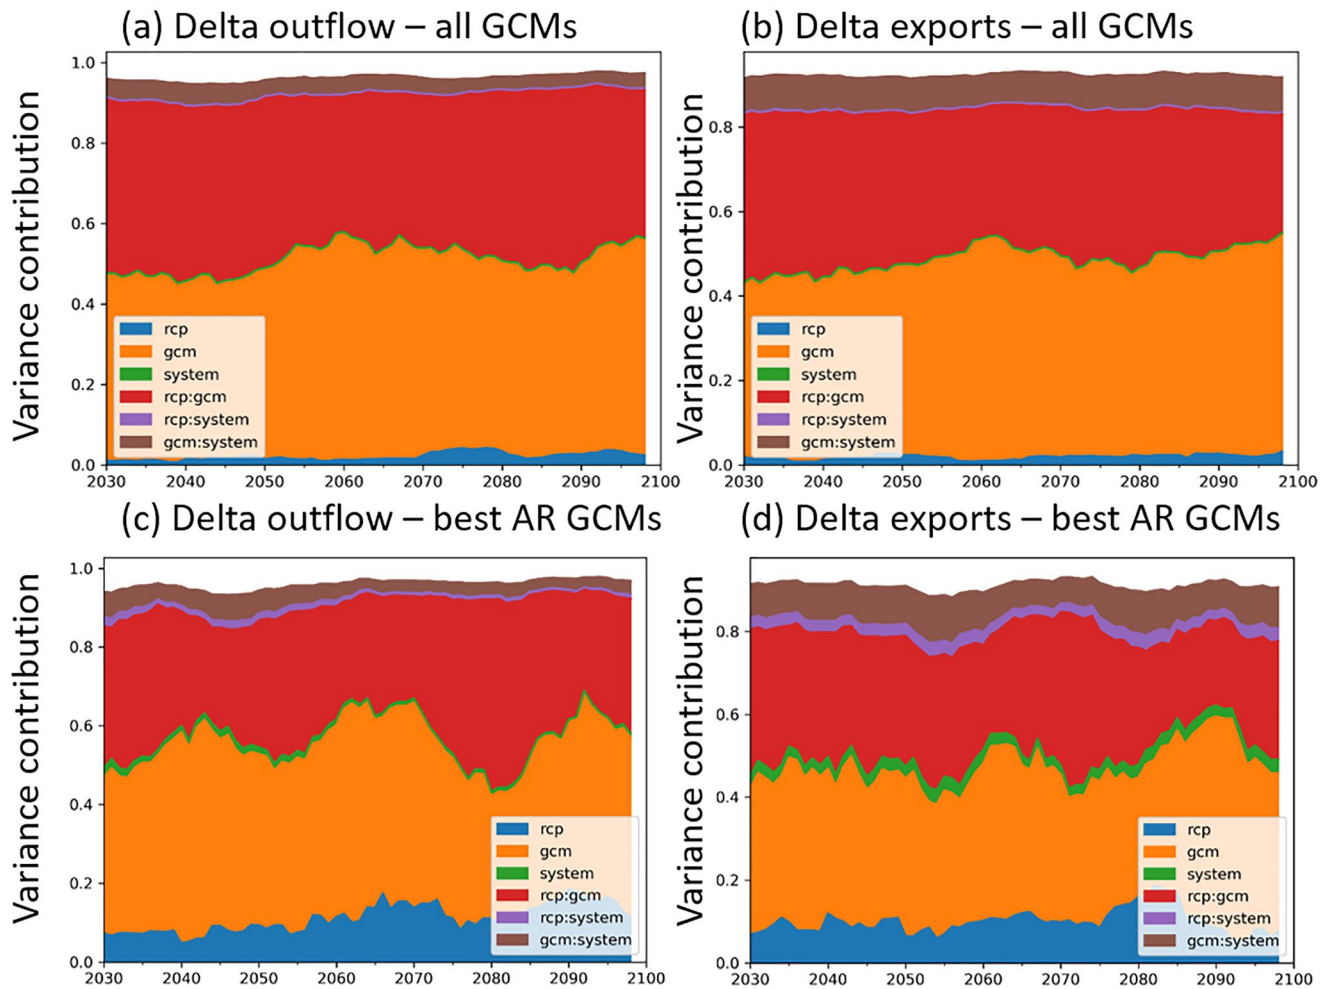 (a) Delta outflow – all GCMs
Variance contribution
1.0
0.8
0.6
0.4
0.2
0.0
rcp
gcm
system
rcp:gcm
rcp:system
gcm:system
2030 2040 2050 2060 2070 2080 2090 2100
(b) Delta exports – all GCMs
Variance contribution
0.8
0.6
0.4
0.2
0.0
rcp
gcm
system
rcp:gcm
rcp:system
gcm:system
2030 2040 2050 2060 2070 2080 2090 2100
(c) Delta outflow – best AR GCMs
Variance contribution
1.0
0.8
0.6
0.4
0.2
0.0
rcp
gcm
system
rcp:gcm
rcp:system
gcm:system
2030 2040 2050 2060 2070 2080 2090 2100
(d) Delta exports – best AR GCMs
Variance contribution
0.8
0.6
0.4
0.2
0.0
rcp
gcm
system
rcp:gcm
rcp:system
gcm:system
2030 2040 2050 2060 2070 2080 2090 2100